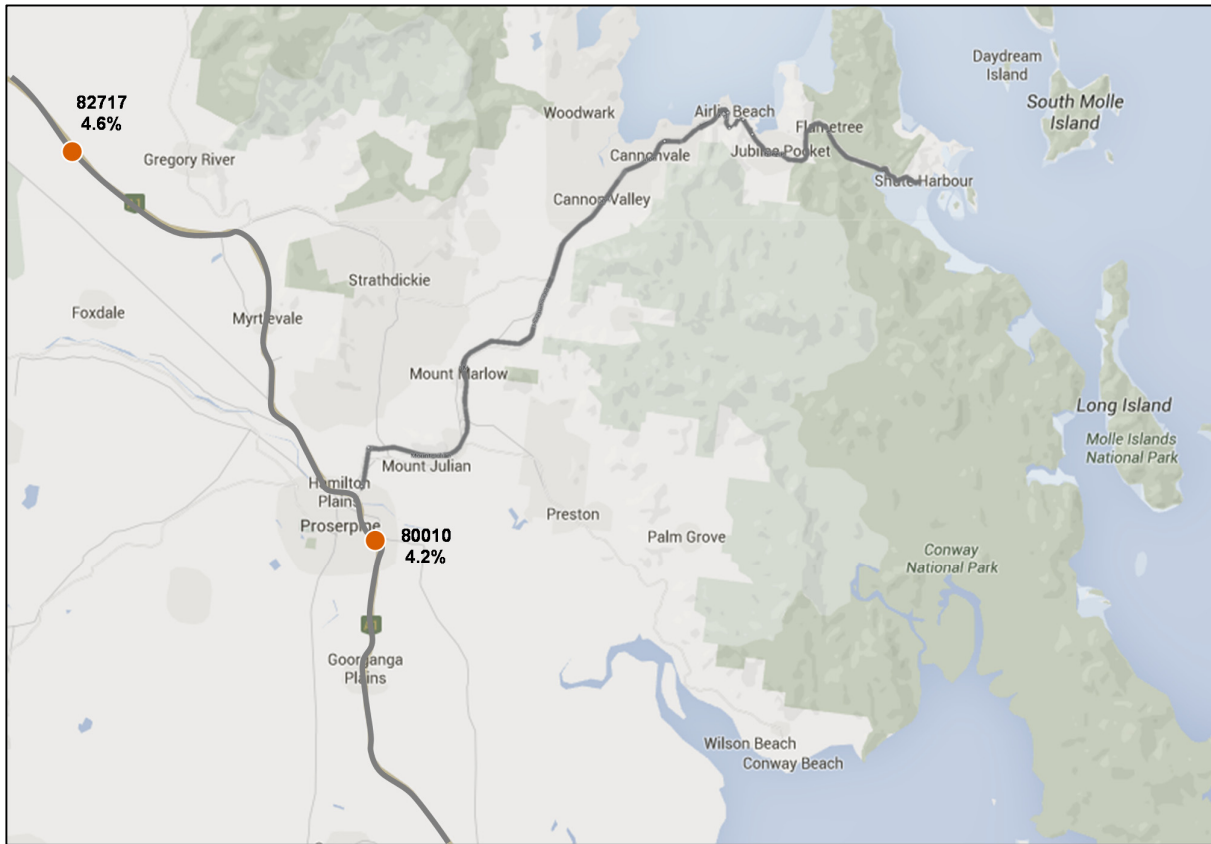 Daydream
Island
82717
4.6%
South Molle
Island
Woodwark
Airlie Beach
Flametree
Gregory River
Cannonvale
Jubilee Pocket
Shute Harbour
Cannon Valley
Strathdickie
Foxdale
Myrtlevale
Mount Marlow
Long Island
Molle Islands
National Park
Mount Julian
Hamilton
Plains
Proserpine
80010
4.2%
Preston
Palm Grove
Conway
National Park
A1
Goorganga
Plains
Wilson Beach
Conway Beach